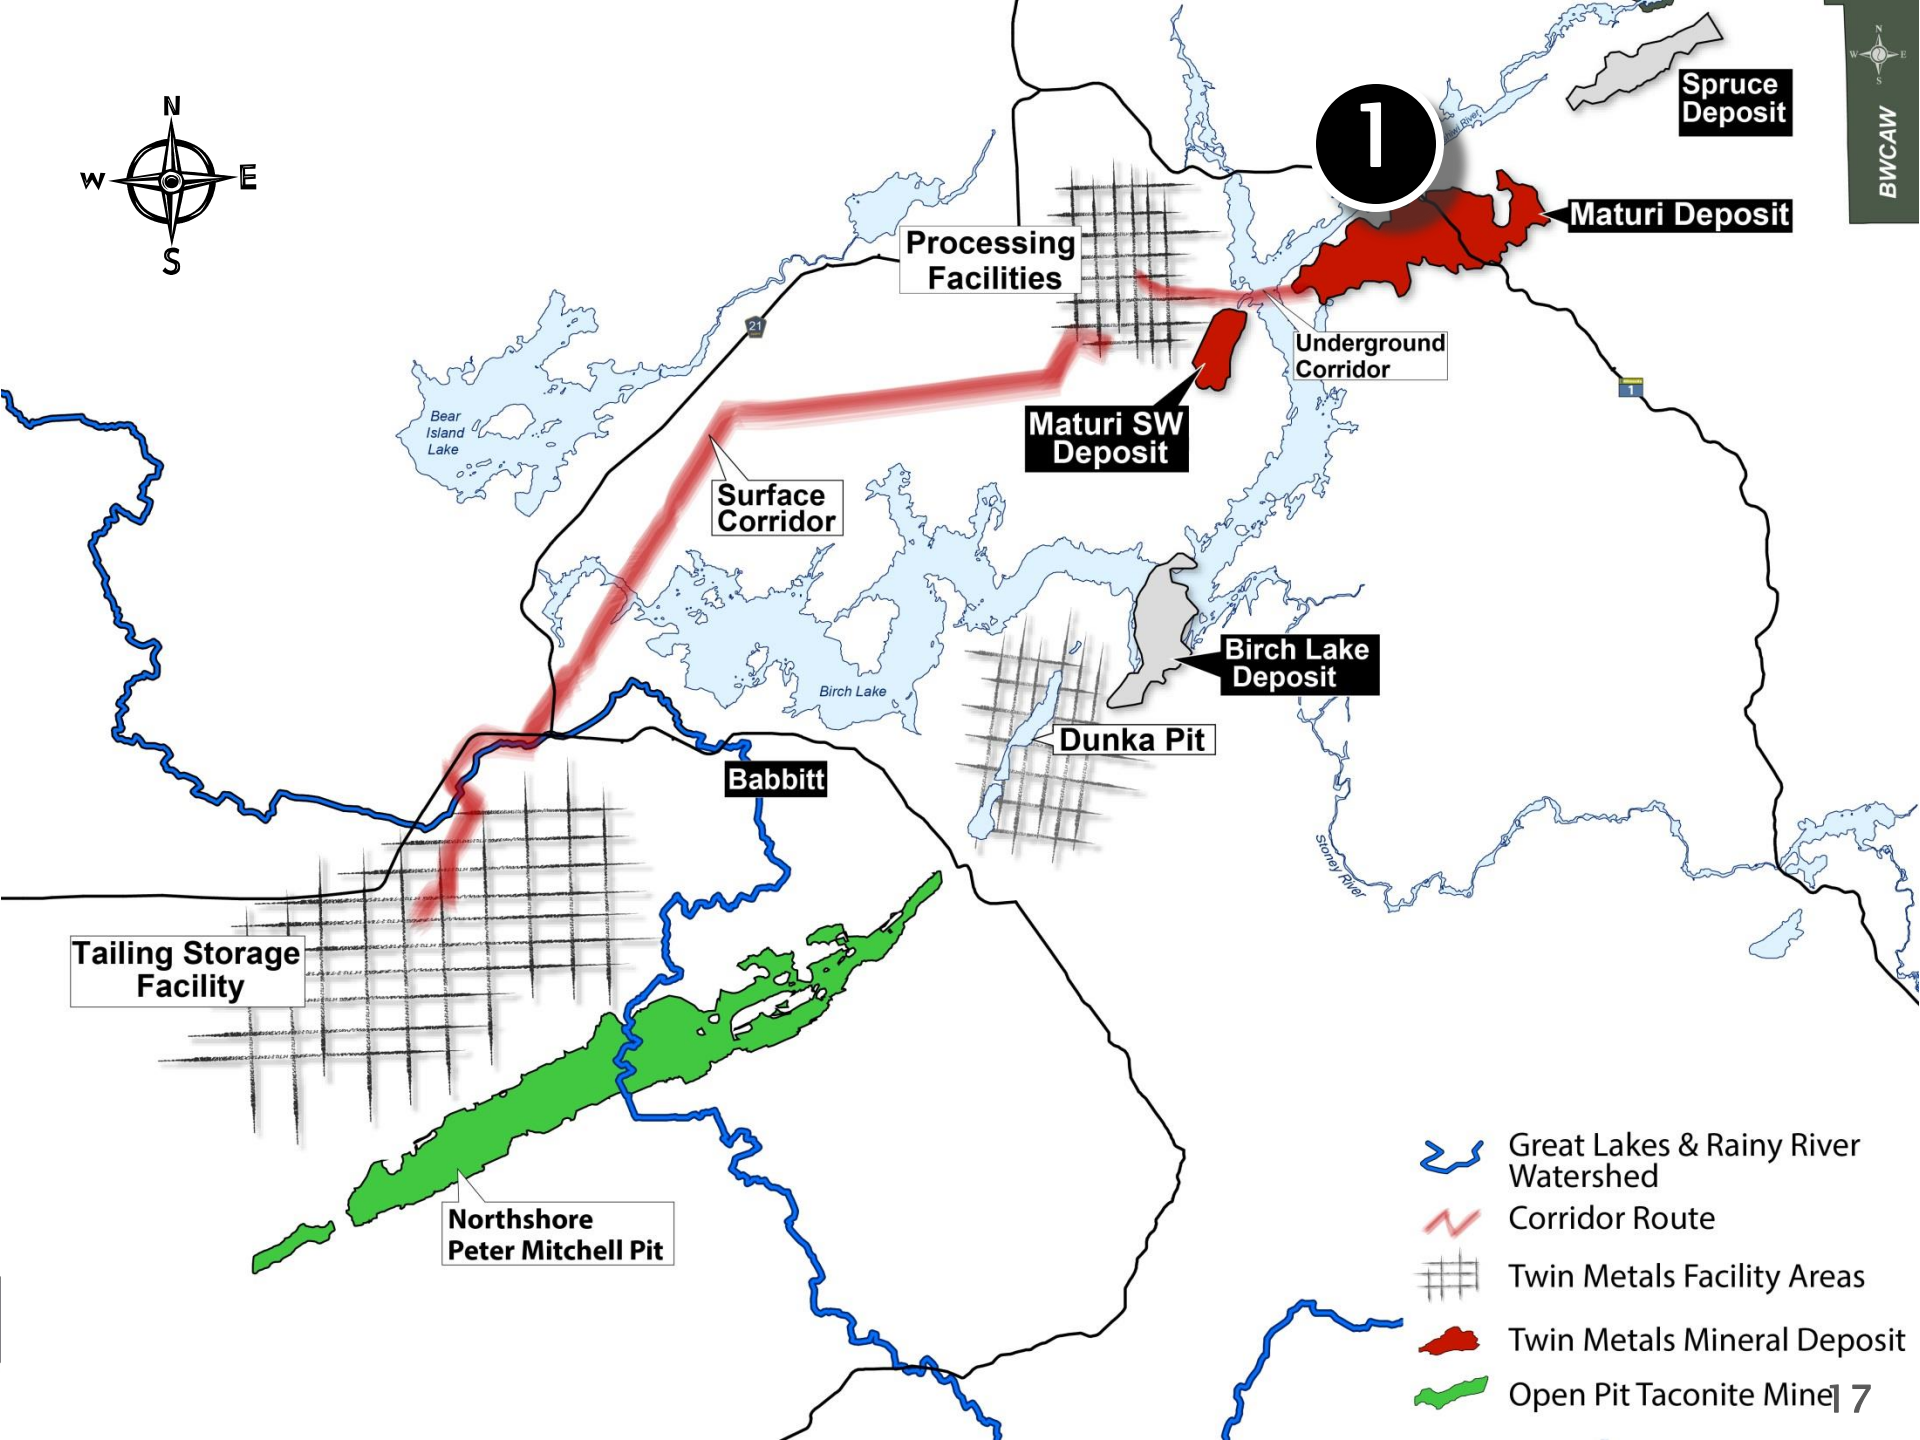 N
W
E
S
N
W
E
S
BWCAW
Spruce
Deposit
1
Maturi Deposit
Processing
Facilities
21
Underground
Corridor
1
Maturi SW
Deposit
Bear
Island
Lake
Surface
Corridor
Birch Lake
Birch Lake
Deposit
Dunka Pit
Babbitt
Stoney River
Tailing Storage
Facility
Northshore
Peter Mitchell Pit
Great Lakes & Rainy River
Watershed
Corridor Route
Twin Metals Facility Areas
Twin Metals Mineral Deposit
Open Pit Taconite Mine
17